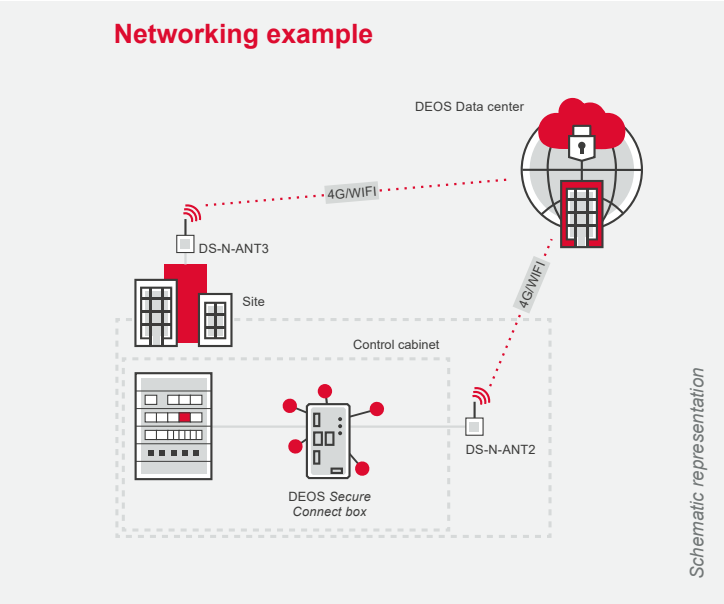 Networking example
DEOS Data center
4G/WIFI
DS-N-ANT3
4G/WIFI
Site
Control cabinet
DS-N-ANT2
DEOS Secure
Connect box
Schematic representation